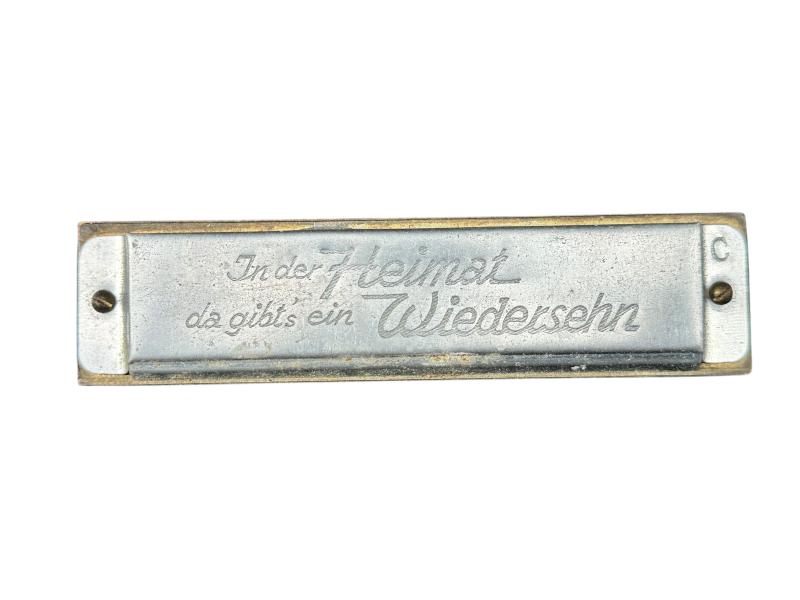 In der Heimat
da gibt's ein Wiedersehn
C